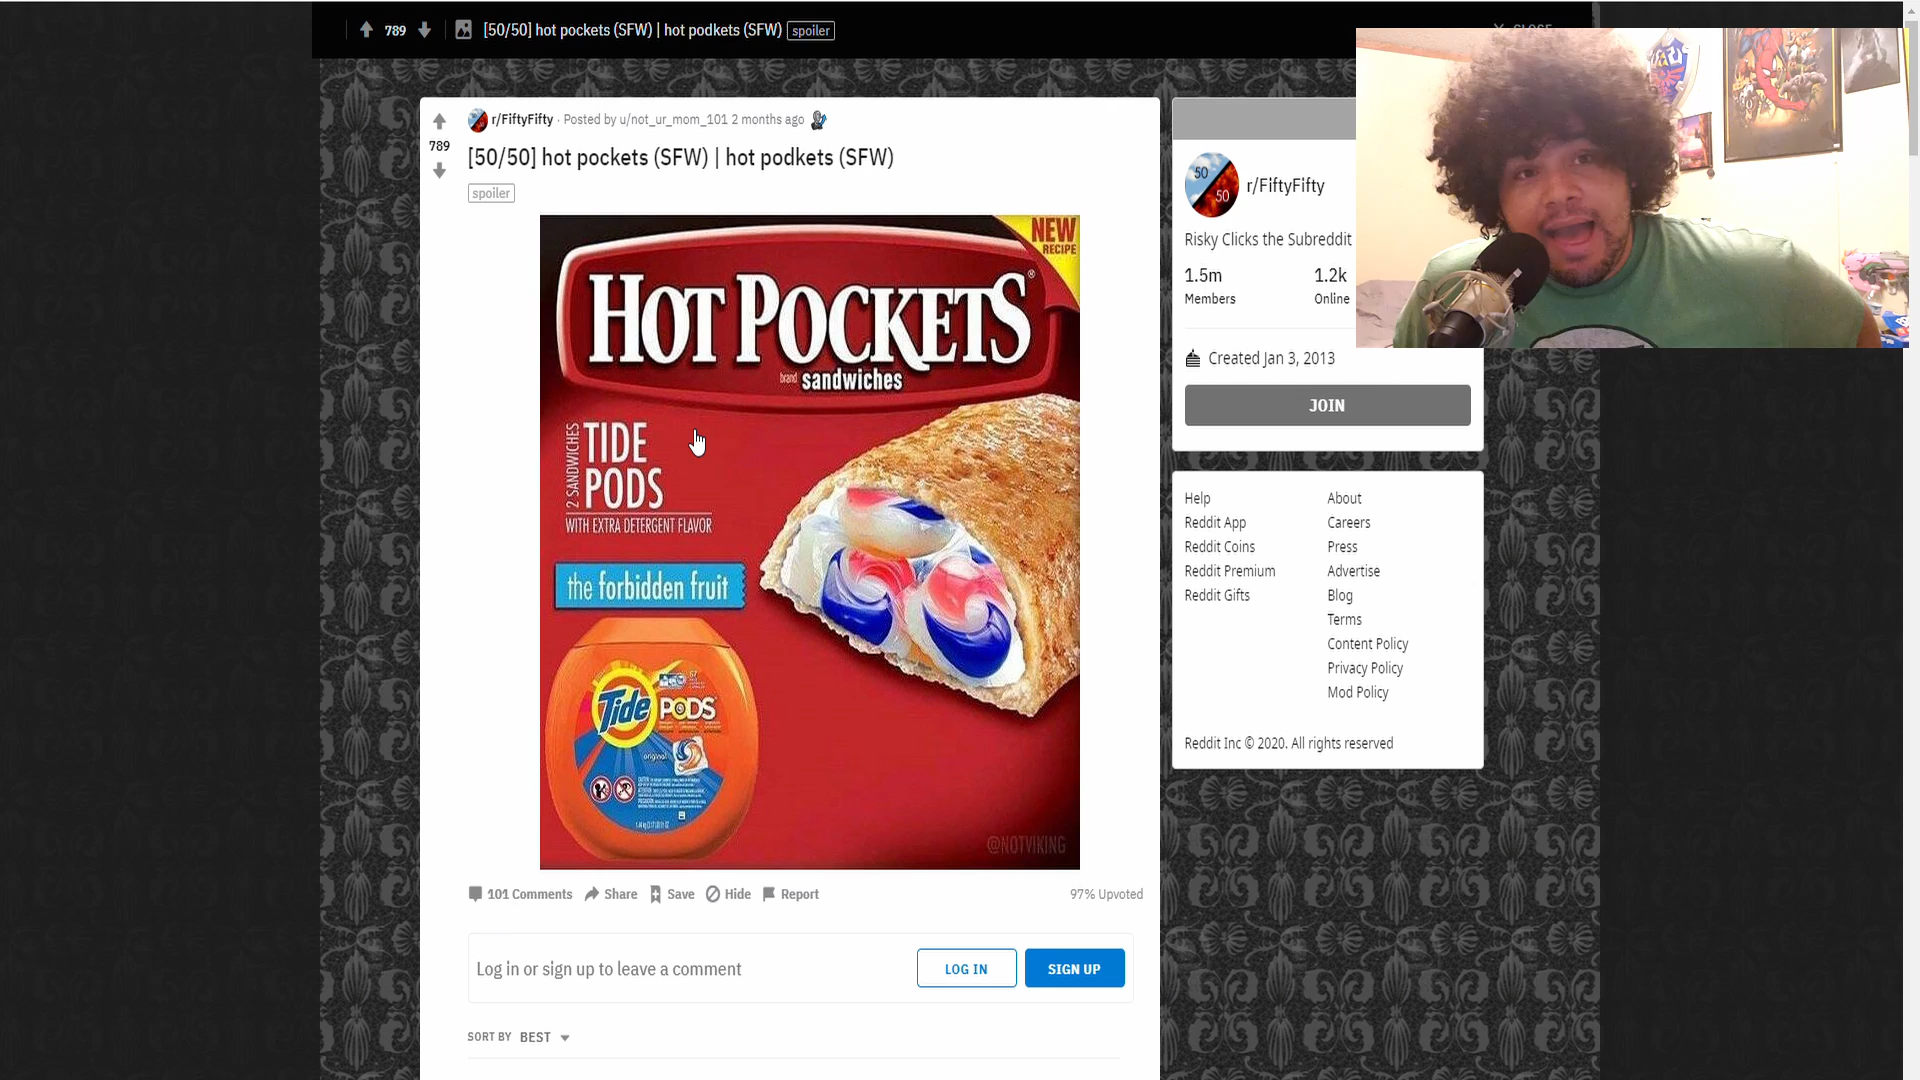 789 [50/50] hot pockets (SFW) | hot podkets (SFW) spoiler
CLOSE
r/FiftyFifty · Posted by u/not_ur_mom_101 2 months ago
789
[50/50] hot pockets (SFW) | hot podkets (SFW)
spoiler
NEW
RECIPE
HOT POCKETS®
brand sandwiches
2 SANDWICHES
TIDE
PODS
WITH EXTRA DETERGENT FLAVOR
the forbidden fruit
Tide PODS
original
@NOTVIKING
101 Comments Share Save Hide Report 97% Upvoted
Log in or sign up to leave a comment LOG IN SIGN UP
SORT BY BEST
50
50
r/FiftyFifty
Risky Clicks the Subreddit
1.5m 1.2k
Members Online
Created Jan 3, 2013
JOIN
Help About
Reddit App Careers
Reddit Coins Press
Reddit Premium Advertise
Reddit Gifts Blog
Terms
Content Policy
Privacy Policy
Mod Policy
Reddit Inc © 2020. All rights reserved